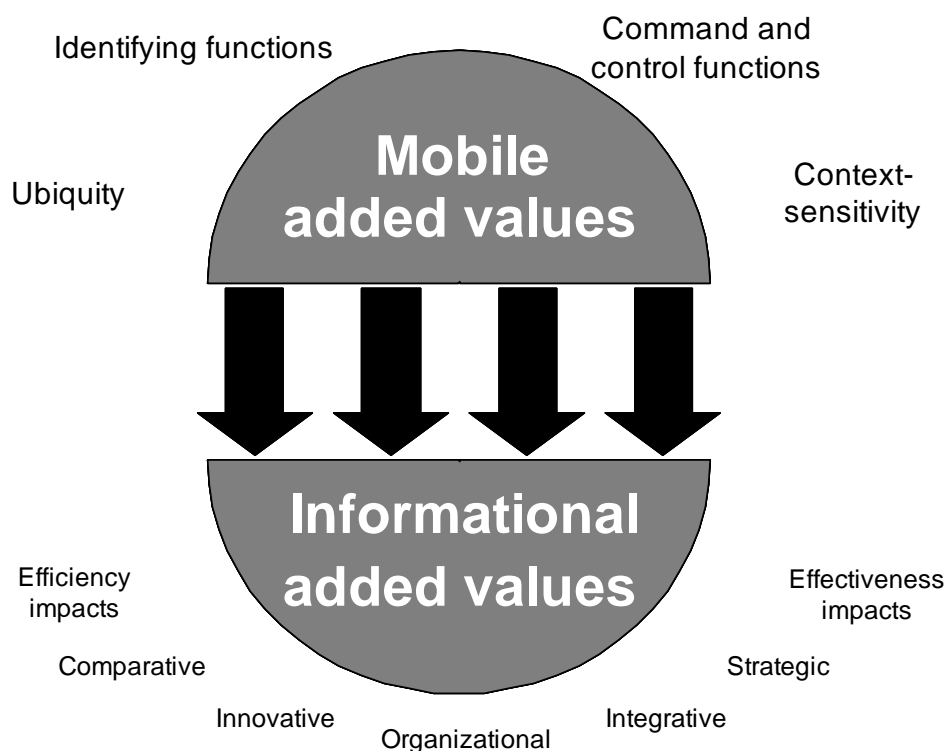 Identifying functions
Command and
control functions
Mobile
added values
Ubiquity
Context-
sensitivity
Informational
added values
Efficiency
impacts
Effectiveness
impacts
Comparative
Strategic
Innovative
Integrative
Organizational